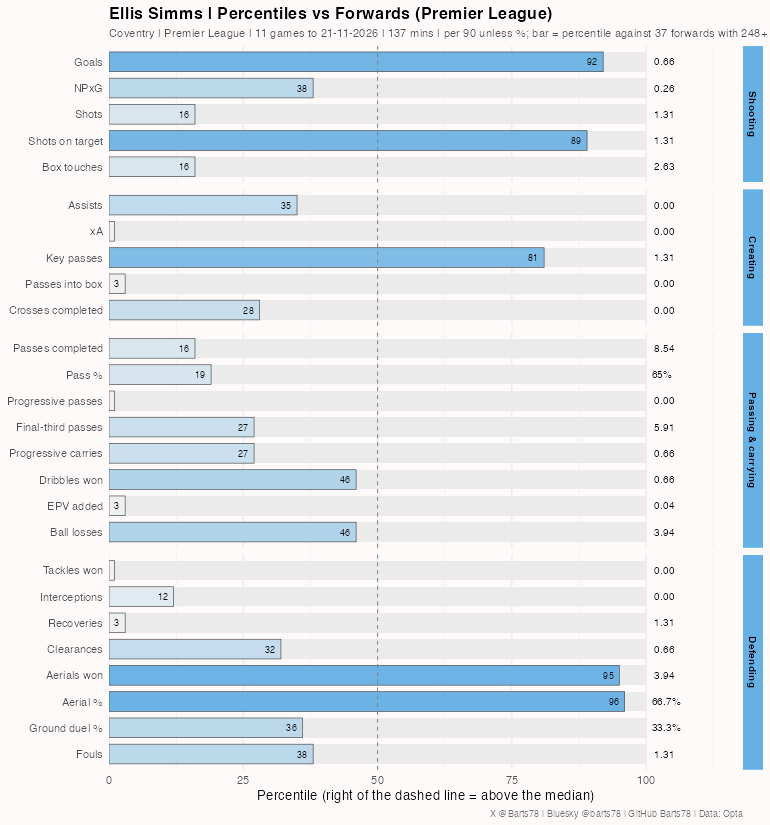 Ellis Simms | Percentiles vs Forwards (Premier League)
Coventry | Premier League | 11 games to 21-11-2026 | 137 mins | per 90 unless %; bar = percentile against 37 forwards with 248+
Goals 92 0.66
NPxG 38 0.26
Shots 16 1.31
Shots on target 89 1.31
Box touches 16 2.63
Shooting
Assists 35 0.00
xA 0.00
Key passes 81 1.31
Passes into box 3 0.00
Crosses completed 28 0.00
Creating
Passes completed 16 8.54
Pass % 19 65%
Progressive passes 0.00
Final-third passes 27 5.91
Progressive carries 27 0.66
Dribbles won 46 0.66
EPV added 3 0.04
Ball losses 46 3.94
Passing & carrying
Tackles won 0.00
Interceptions 12 0.00
Recoveries 3 1.31
Clearances 32 0.66
Aerials won 95 3.94
Aerial % 96 66.7%
Ground duel % 36 33.3%
Fouls 38 1.31
Defending
0 25 50 75 100
Percentile (right of the dashed line = above the median)
X @Barts78 | Bluesky @barts78 | GitHub Barts78 | Data: Opta